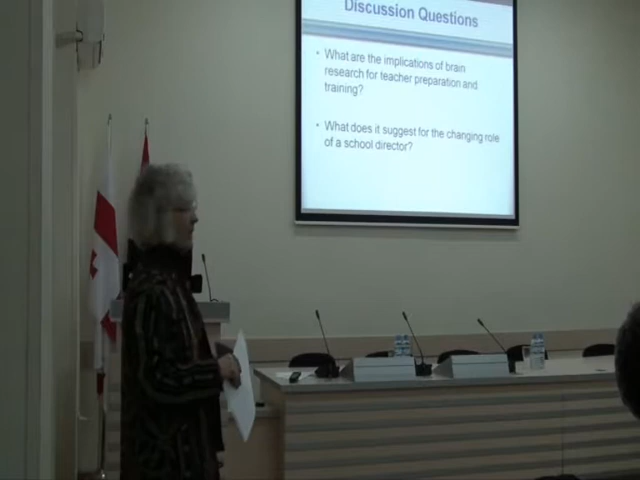 Discussion Questions
• What are the implications of brain
research for teacher preparation and
training?
• What does it suggest for the changing role
of a school director?